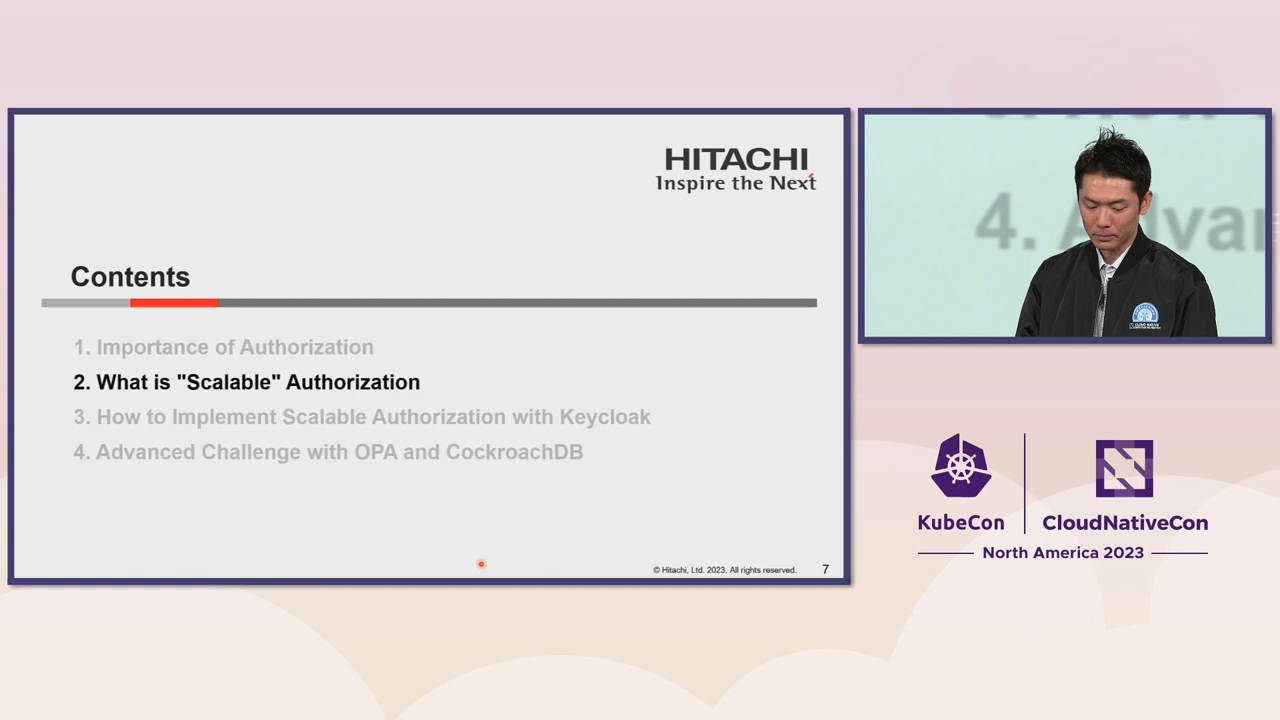 HITACHI
Inspire the Next
Contents
1. Importance of Authorization
2. What is "Scalable" Authorization
3. How to Implement Scalable Authorization with Keycloak
4. Advanced Challenge with OPA and CockroachDB
© Hitachi, Ltd. 2023. All rights reserved.
7
4. Advan
KubeCon
CloudNativeCon
North America 2023